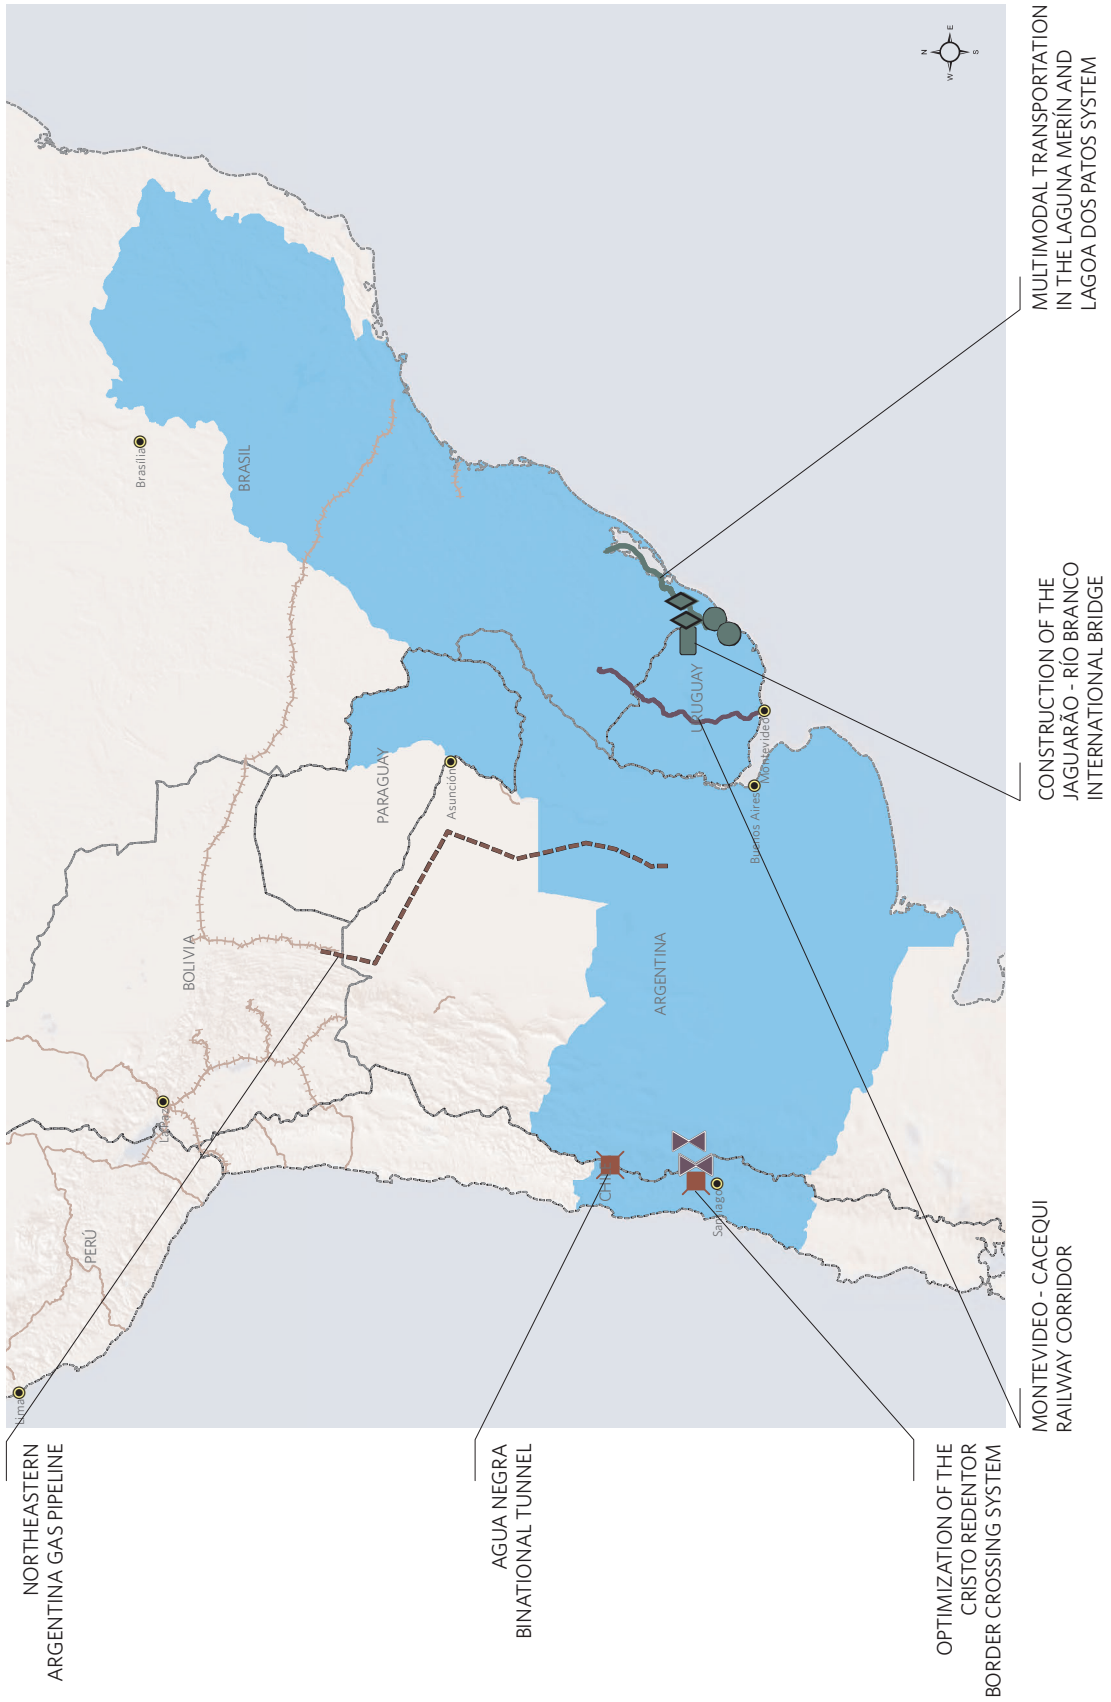 NORTHEASTERN
ARGENTINA GAS PIPELINE
AGUA NEGRA
BINATIONAL TUNNEL
OPTIMIZATION OF THE
CRISTO REDENTOR
BORDER CROSSING SYSTEM
Lima
PERÚ
La Paz
BOLIVIA
Brasília
BRASIL
PARAGUAY
Asunción
CHI
ARGENTINA
URUGUAY
Santiago
Buenos Aires
Montevideo
N
W
E
S
MONTEVIDEO - CACEQUI
RAILWAY CORRIDOR
CONSTRUCTION OF THE
JAGUARÃO - RÍO BRANCO
INTERNATIONAL BRIDGE
MULTIMODAL TRANSPORTATION
IN THE LAGUNA MERÍN AND
LAGOA DOS PATOS SYSTEM